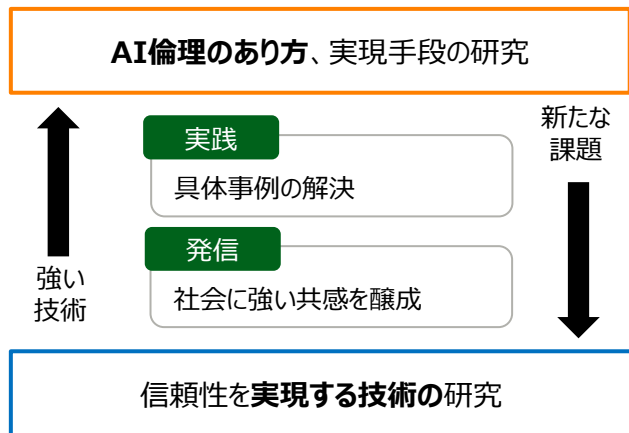 AI倫理のあり方、実現手段の研究
新たな
課題
実践
具体事例の解決
発信
社会に強い共感を醸成
強い
技術
信頼性を実現する技術の研究